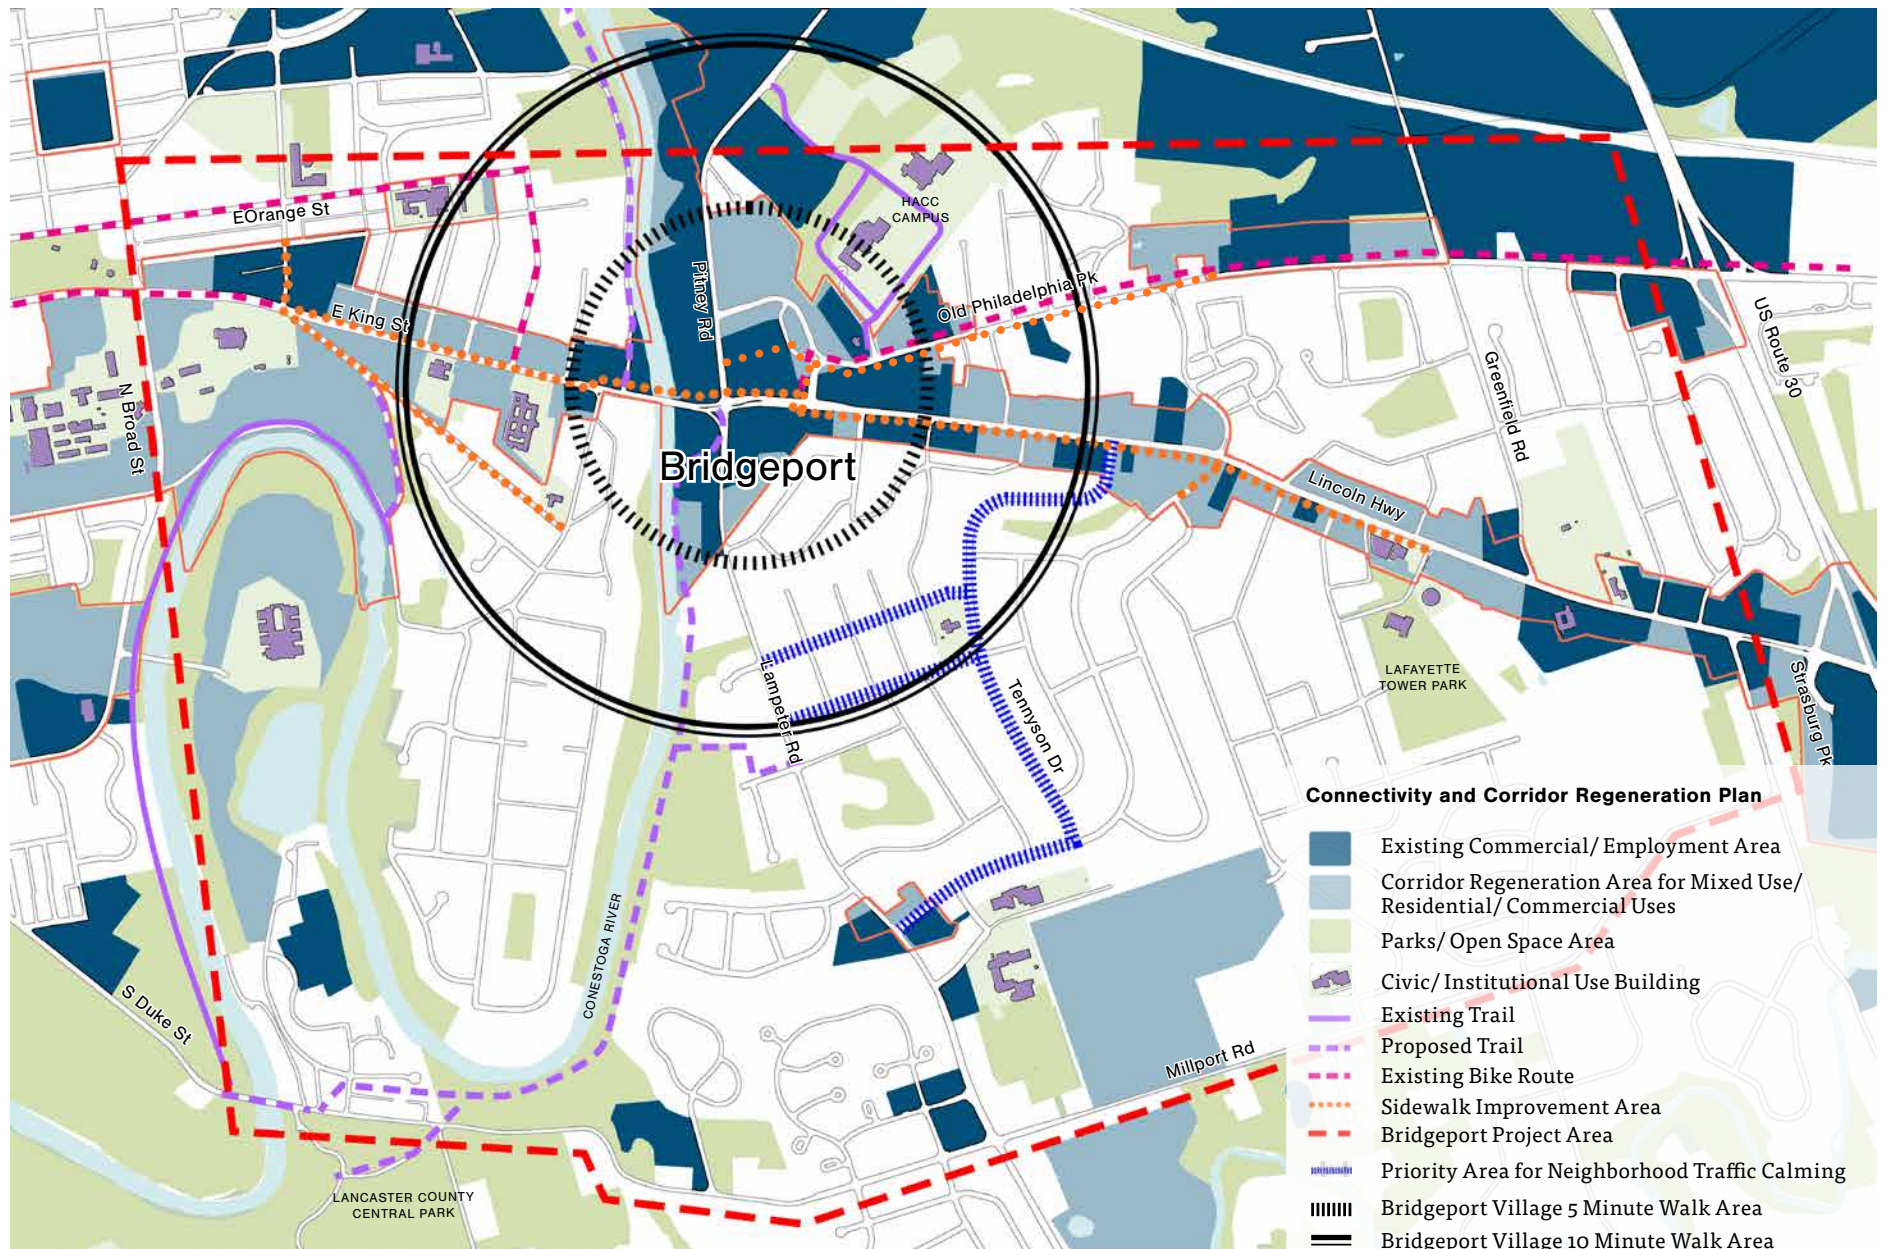 HACC
CAMPUS
EOrange St
Pitney Rd
Old Philadelphia Pk
E King St
US Route 30
N Broad St
Greenfield Rd
Bridgeport
Lincoln Hwy
LAFAYETTE
TOWER PARK
Lampeter Rd
Tennyson Dr
Strasburg Pk
CONESTOGA RIVER
S Duke St
Millport Rd
LANCASTER COUNTY
CENTRAL PARK
Connectivity and Corridor Regeneration Plan
Existing Commercial/ Employment Area
Corridor Regeneration Area for Mixed Use/
Residential/ Commercial Uses
Parks/ Open Space Area
Civic/ Institutional Use Building
Existing Trail
Proposed Trail
Existing Bike Route
Sidewalk Improvement Area
Bridgeport Project Area
Priority Area for Neighborhood Traffic Calming
Bridgeport Village 5 Minute Walk Area
Bridgeport Village 10 Minute Walk Area